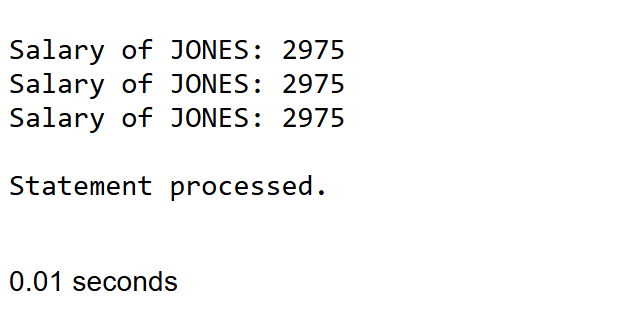 Salary of JONES: 2975
Salary of JONES: 2975
Salary of JONES: 2975
Statement processed.
0.01 seconds